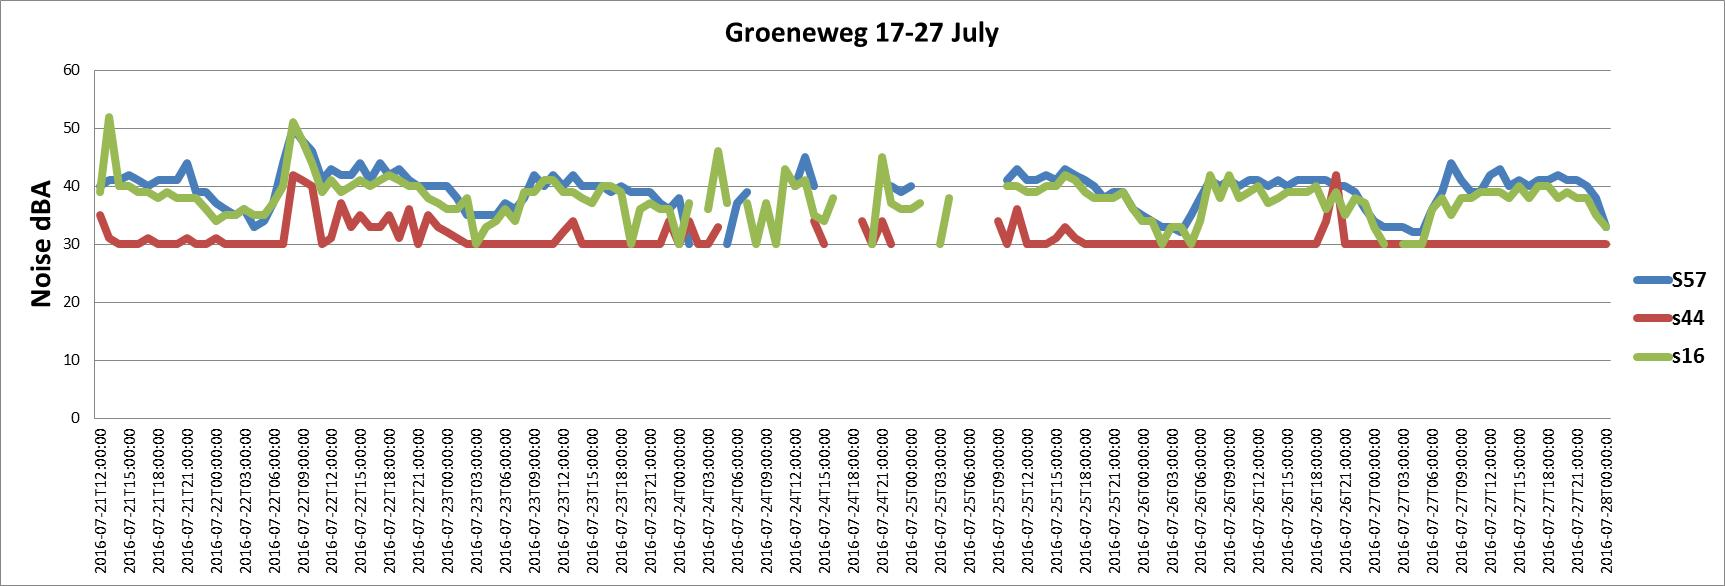 Groeneweg 17-27 July
Noise dBA
60
50
40
30
20
10
0
2016-07-21T12:00:00
2016-07-21T15:00:00
2016-07-21T18:00:00
2016-07-21T21:00:00
2016-07-22T00:00:00
2016-07-22T03:00:00
2016-07-22T06:00:00
2016-07-22T09:00:00
2016-07-22T12:00:00
2016-07-22T15:00:00
2016-07-22T18:00:00
2016-07-22T21:00:00
2016-07-23T00:00:00
2016-07-23T03:00:00
2016-07-23T06:00:00
2016-07-23T09:00:00
2016-07-23T12:00:00
2016-07-23T15:00:00
2016-07-23T18:00:00
2016-07-23T21:00:00
2016-07-24T00:00:00
2016-07-24T03:00:00
2016-07-24T06:00:00
2016-07-24T09:00:00
2016-07-24T12:00:00
2016-07-24T15:00:00
2016-07-24T18:00:00
2016-07-24T21:00:00
2016-07-25T00:00:00
2016-07-25T03:00:00
2016-07-25T06:00:00
2016-07-25T09:00:00
2016-07-25T12:00:00
2016-07-25T15:00:00
2016-07-25T18:00:00
2016-07-25T21:00:00
2016-07-26T00:00:00
2016-07-26T03:00:00
2016-07-26T06:00:00
2016-07-26T09:00:00
2016-07-26T12:00:00
2016-07-26T15:00:00
2016-07-26T18:00:00
2016-07-26T21:00:00
2016-07-27T00:00:00
2016-07-27T03:00:00
2016-07-27T06:00:00
2016-07-27T09:00:00
2016-07-27T12:00:00
2016-07-27T15:00:00
2016-07-27T18:00:00
2016-07-27T21:00:00
2016-07-28T00:00:00
S57
s44
s16